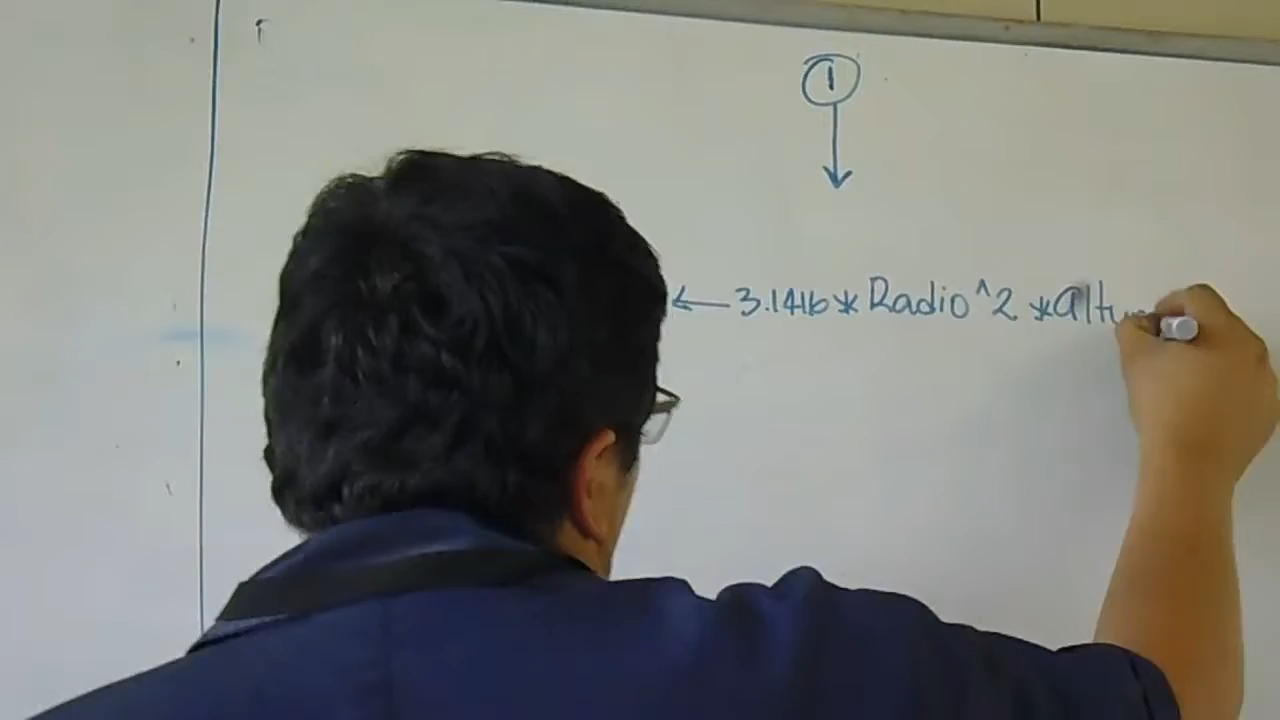 1
← 3.1416 * Radio^2 * altu